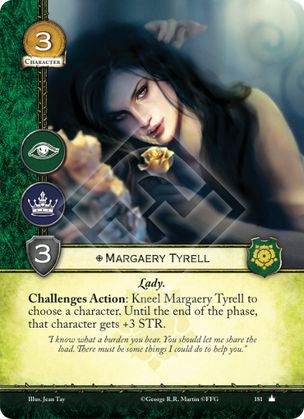 3
CHARACTER
3
MARGAERY TYRELL
Lady.
Challenges Action: Kneel Margaery Tyrell to
choose a character. Until the end of the phase,
that character gets +3 STR.
"I know what a burden you bear. You should let me share the
load. There must be some things I could do to help you."
Illus. Jean Tay ©George R.R. Martin ©FFG 181